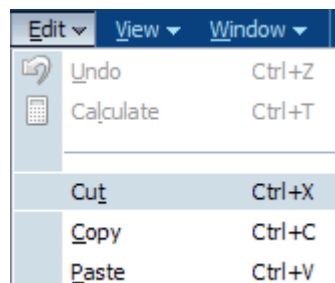 Edit View Window
Undo Ctrl+Z
Calculate Ctrl+T
Cut Ctrl+X
Copy Ctrl+C
Paste Ctrl+V